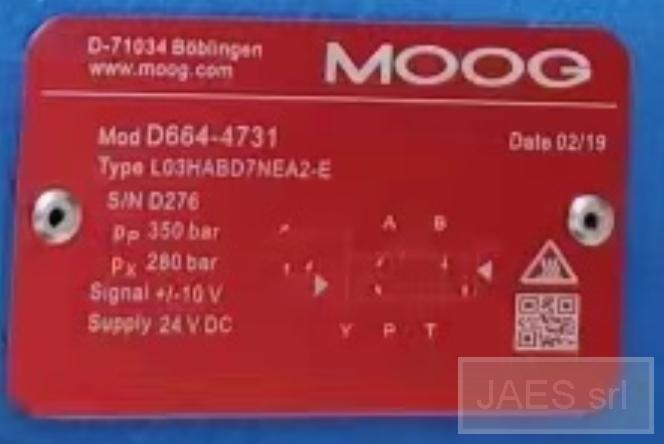 D-71034 Böblingen
www.moog.com
MOOG
Mod D664-4731
Date 02/19
Type L03HABD7NEA2-E
S/N D276
pP 350 bar
pX 280 bar
Signal +/-10 V
Supply 24 V.DC
A B
Y P T
JAES srl